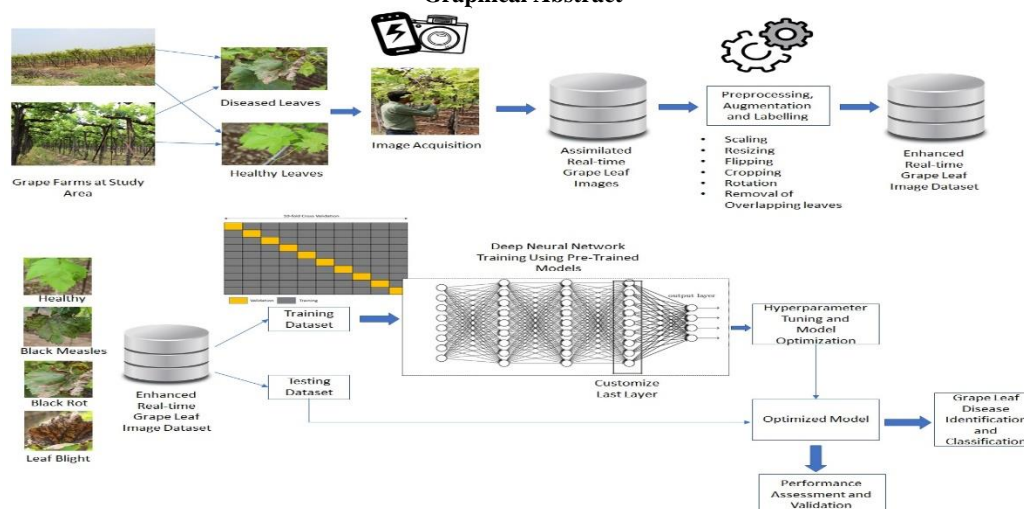 Graphical Abstract
Diseased Leaves
Healthy Leaves
Grape Farms at Study
Area
Image Acquisition
Assimilated
Real-time
Grape Leaf
Images
Preprocessing,
Augmentation
and Labelling
• Scaling
• Resizing
• Flipping
• Cropping
• Rotation
• Removal of
Overlapping leaves
Enhanced
Real-time
Grape Leaf
Image Dataset
Healthy
Black Measles
Black Rot
Leaf Blight
Enhanced
Real-time
Grape Leaf
Image Dataset
Cross Validation
Validation
Training
Training
Dataset
Testing
Dataset
Deep Neural Network
Training Using Pre-Trained
Models
output layer
Customize
Last Layer
Hyperparameter
Tuning and
Model
Optimization
Optimized Model
Grape Leaf
Disease
Identification
and
Classification
Performance
Assessment and
Validation